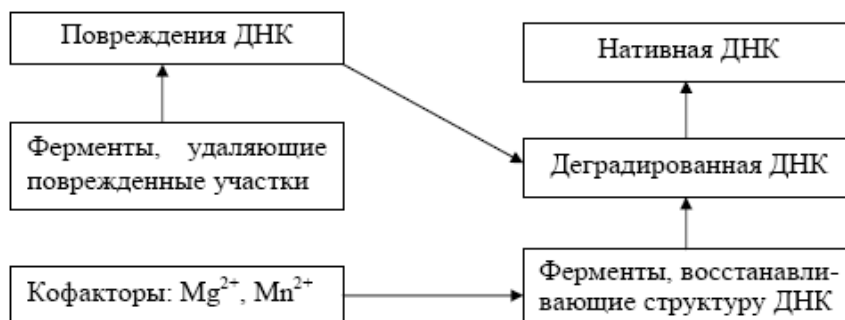 Повреждения ДНК
Нативная ДНК
Ферменты, удаляющие
поврежденные участки
Деградированная ДНК
Кофакторы: Mg²⁺, Mn²⁺
Ферменты, восстанавли-
вающие структуру ДНК